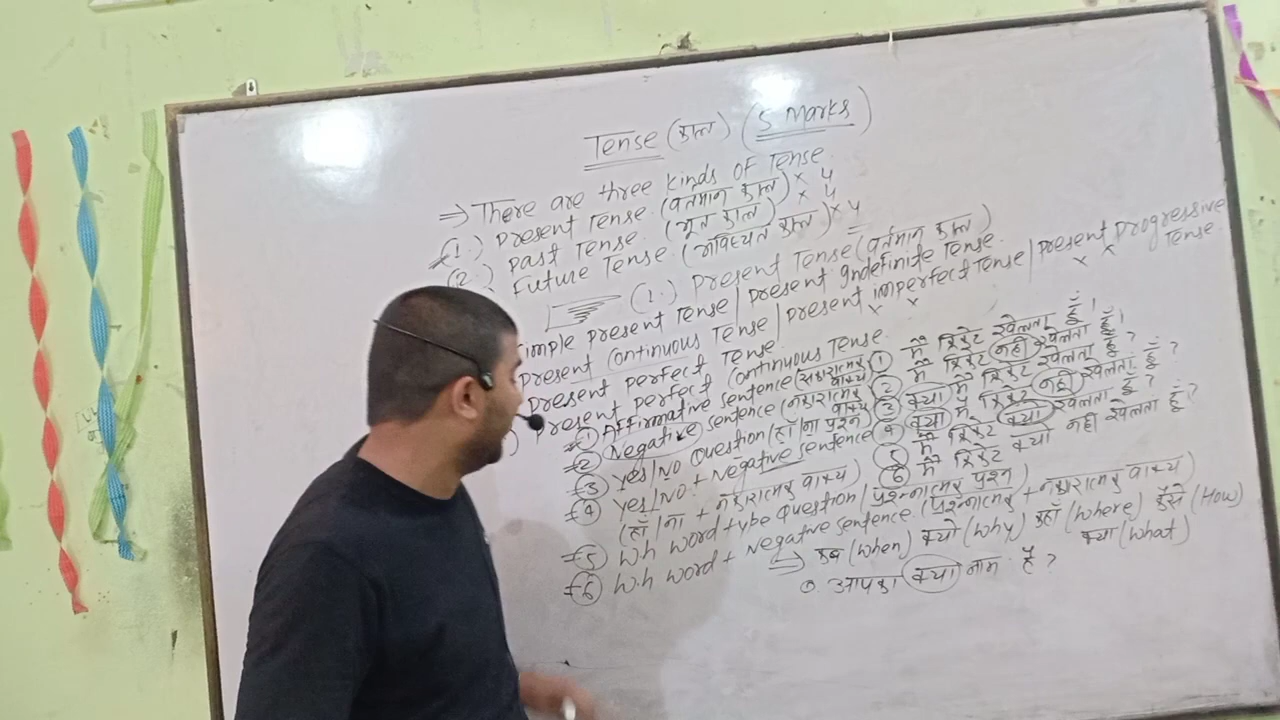 Tense (काल) (5 Marks)
⇒ There are three kinds of Tense.
(1.) Present Tense. (वर्तमान काल) × 4
(2.) Past Tense. (भूत काल) × 4
Future Tense. (भविष्यत काल) × 4
(1.) Present Tense (वर्तमान काल)
imple present Tense / Present Indefinite Tense.
Present Continuous Tense / Present imperfect Tense / Present Progressive Tense.
Present perfect Tense.
Present perfect Continuous Tense.
① Affirmative sentence (सकारात्मक वाक्य) ① मैं क्रिकेट खेलता हूँ।
② Negative sentence (नकारात्मक वाक्य) ② मैं क्रिकेट नही खेलता हूँ।
③ Yes/No Question (हाँ/ना प्रश्न) ③ क्या मैं क्रिकेट खेलता हूँ ?
④ Yes/No + Negative sentence ④ क्या मैं क्रिकेट नही खेलता हूँ ?
(हाँ/ना + नकारात्मक वाक्य) ⑤ मैं क्रिकेट क्यो खेलता हूँ ?
⑤ Wh word type Question / प्रश्नात्मक प्रश्न ⑥ मैं क्रिकेट क्यो नही खेलता हूँ ?
⑥ W.h word + Negative sentence. (प्रश्नात्मक + नकारात्मक वाक्य)
⇒ कब (When) क्यो (Why) कहाँ (Where) कैसे (How)
क्या (What)
आपका क्या नाम है ?